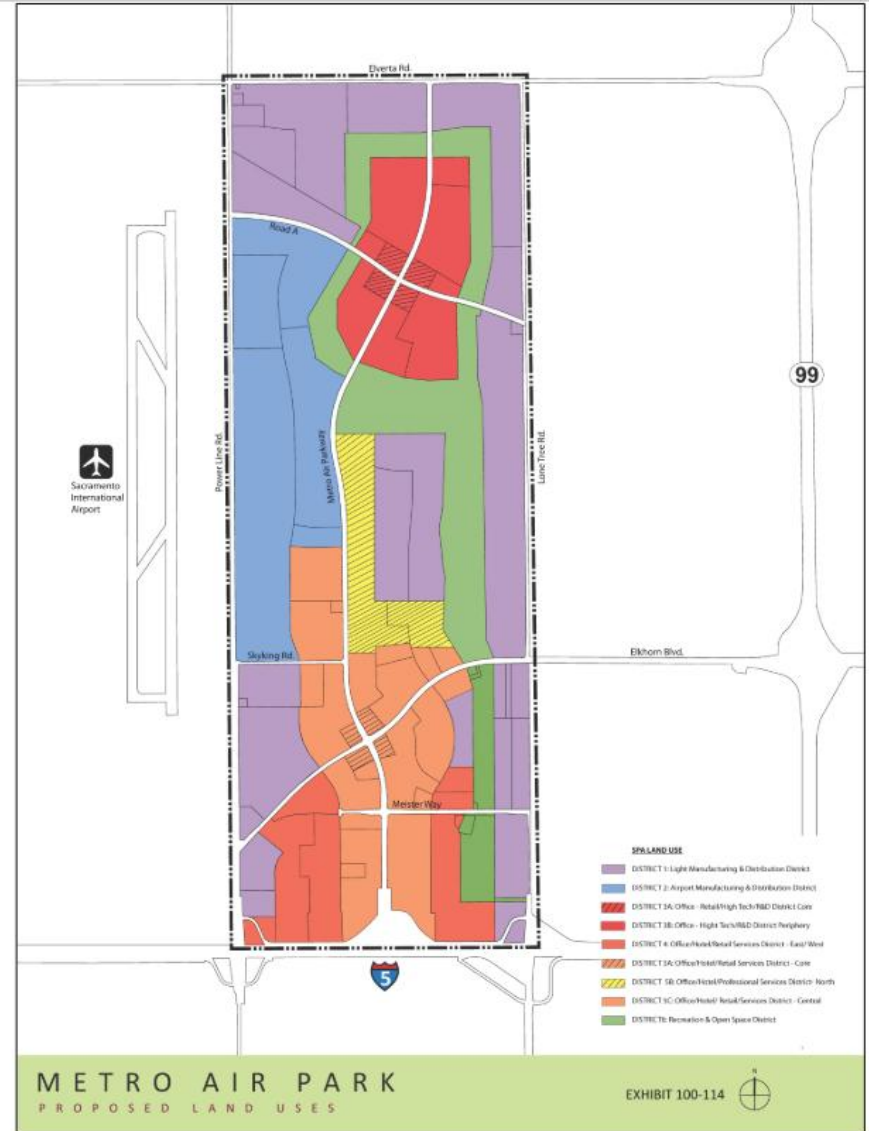 Elverta Rd.
Road A
99
Power Line Rd.
Metro Air Parkway
Lone Tree Rd.
Sacramento
International
Airport
Skyking Rd.
Elkhorn Blvd.
Meister Way
SPA LAND USE
DISTRICT 1: Light Manufacturing & Distribution District
DISTRICT 2: Airport Manufacturing & Distribution District
DISTRICT 3A: Office - Retail/High Tech/R&D District Core
DISTRICT 3B: Office - Hight Tech/R&D District Periphery
DISTRICT 4: Office/Hotel/Retail Services District - East/ West
DISTRICT 5A: Office/Hotel/Retail Services District - Core
DISTRICT 5B: Office/Hotel/Professional Services District- North
DISTRICT 5C: Office/Hotel/ Retail/Services District - Central
DISTRICT 6: Recreation & Open Space District
5
METRO AIR PARK
PROPOSED LAND USES
EXHIBIT 100-114
N